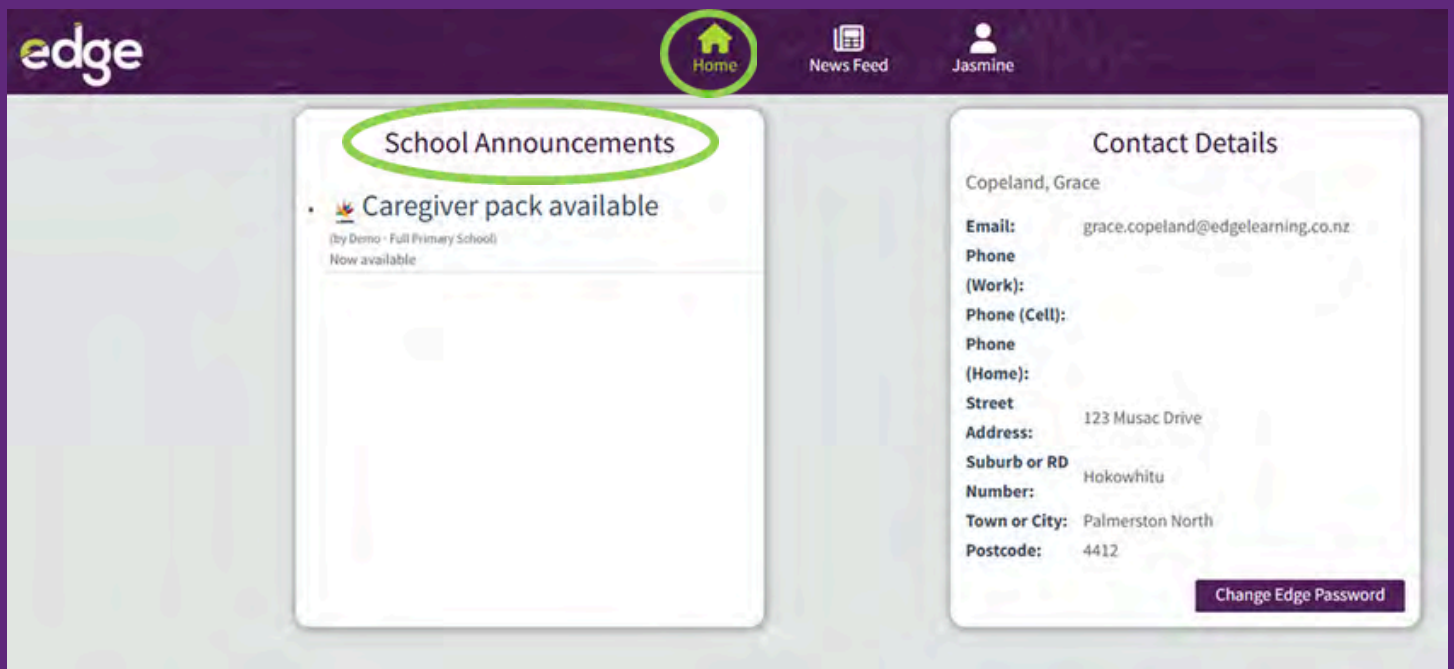 edge
Home
News Feed
Jasmine
School Announcements
Caregiver pack available
(by Demo - Full Primary School)
Now available
Contact Details
Copeland, Grace
Email: grace.copeland@edgelearning.co.nz
Phone
(Work):
Phone (Cell):
Phone
(Home):
Street
Address: 123 Musac Drive
Suburb or RD
Number: Hokowhitu
Town or City: Palmerston North
Postcode: 4412
Change Edge Password